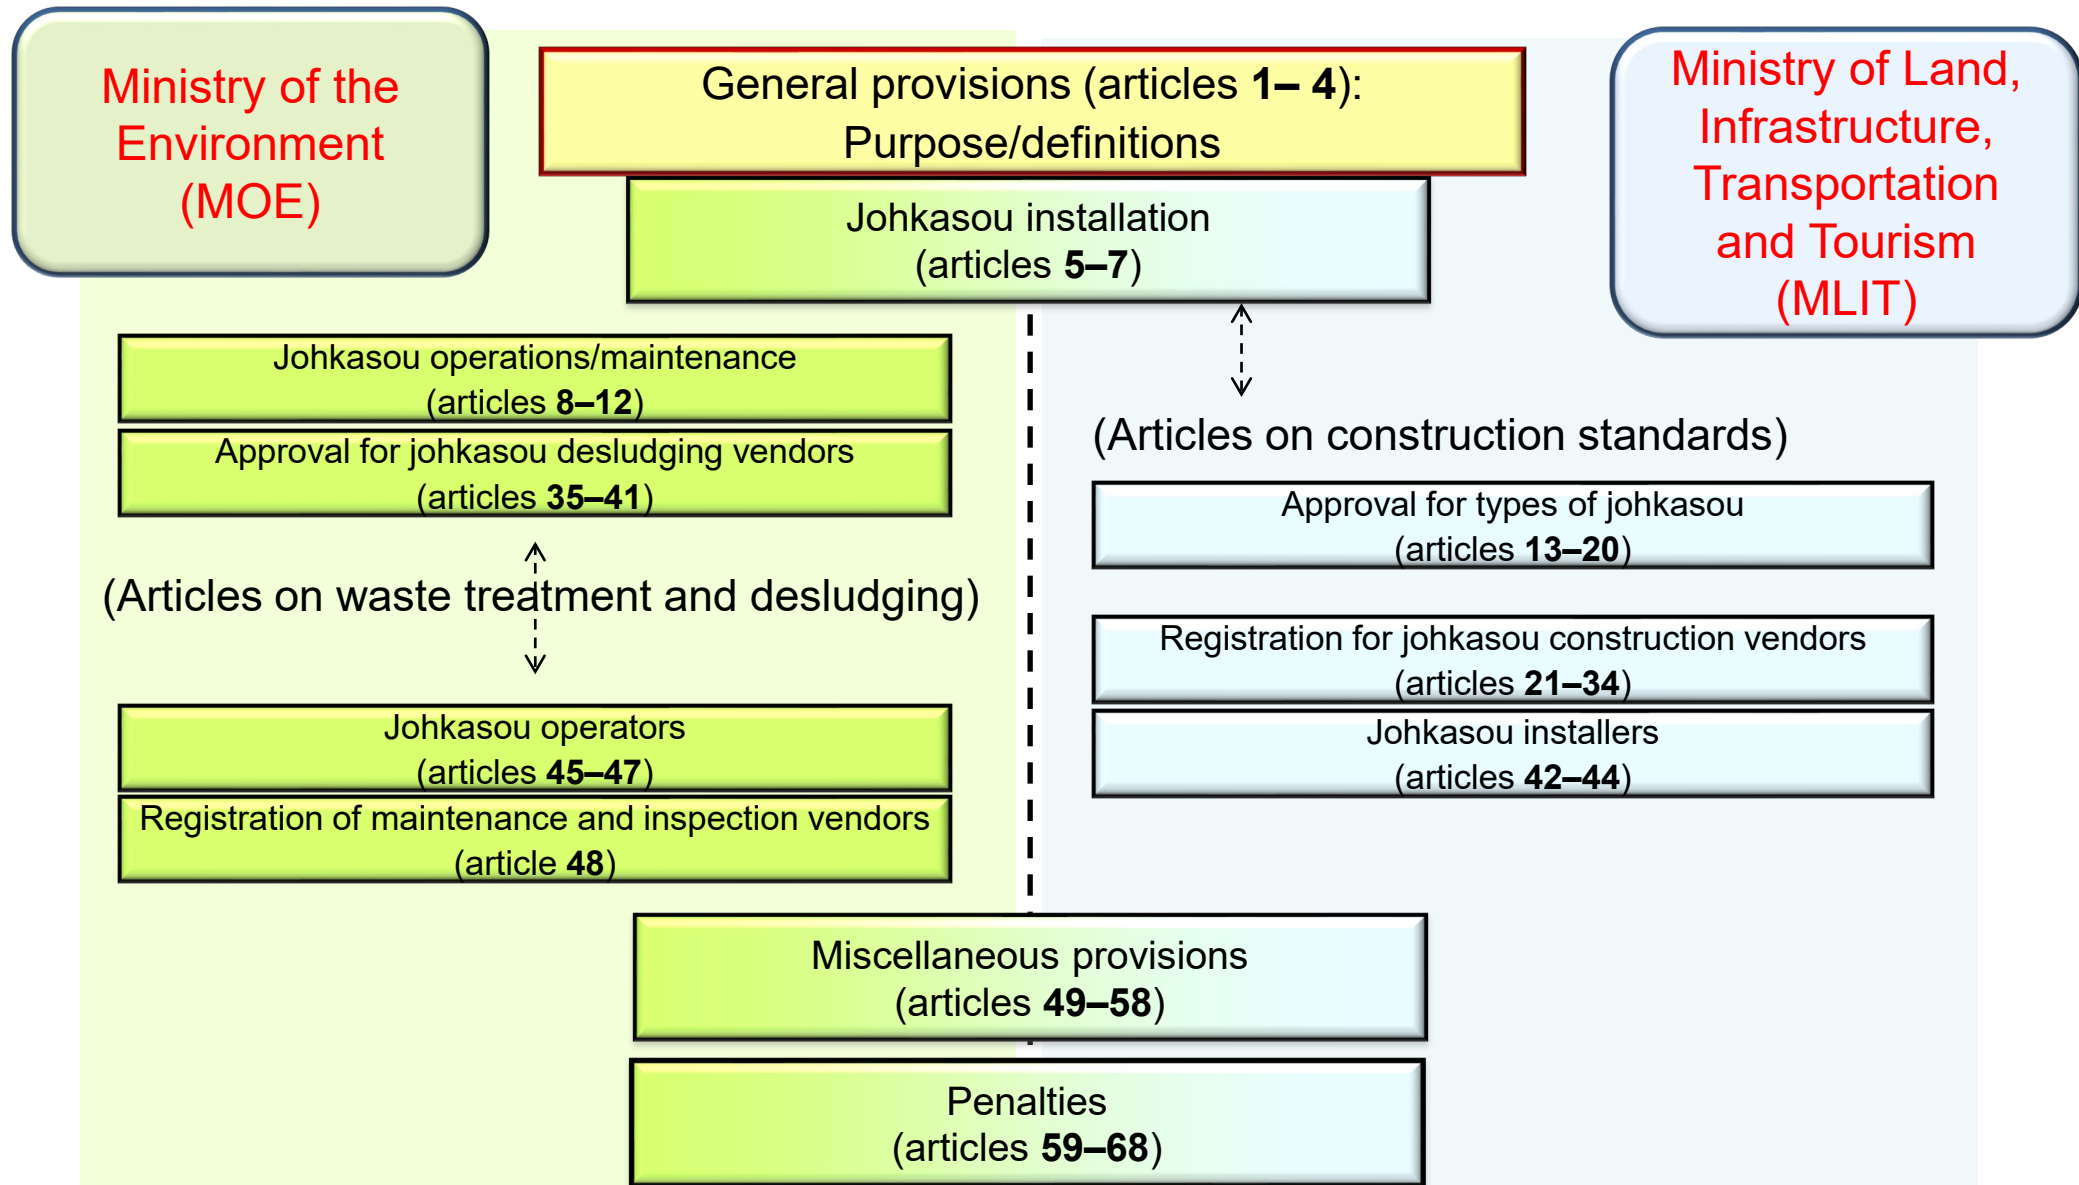 Ministry of the
Environment
(MOE)
General provisions (articles 1– 4):
Purpose/definitions
Ministry of Land,
Infrastructure,
Transportation
and Tourism
(MLIT)
Johkasou installation
(articles 5–7)
Johkasou operations/maintenance
(articles 8–12)
Approval for johkasou desludging vendors
(articles 35–41)
(Articles on waste treatment and desludging)
Johkasou operators
(articles 45–47)
Registration of maintenance and inspection vendors
(article 48)
(Articles on construction standards)
Approval for types of johkasou
(articles 13–20)
Registration for johkasou construction vendors
(articles 21–34)
Johkasou installers
(articles 42–44)
Miscellaneous provisions
(articles 49–58)
Penalties
(articles 59–68)